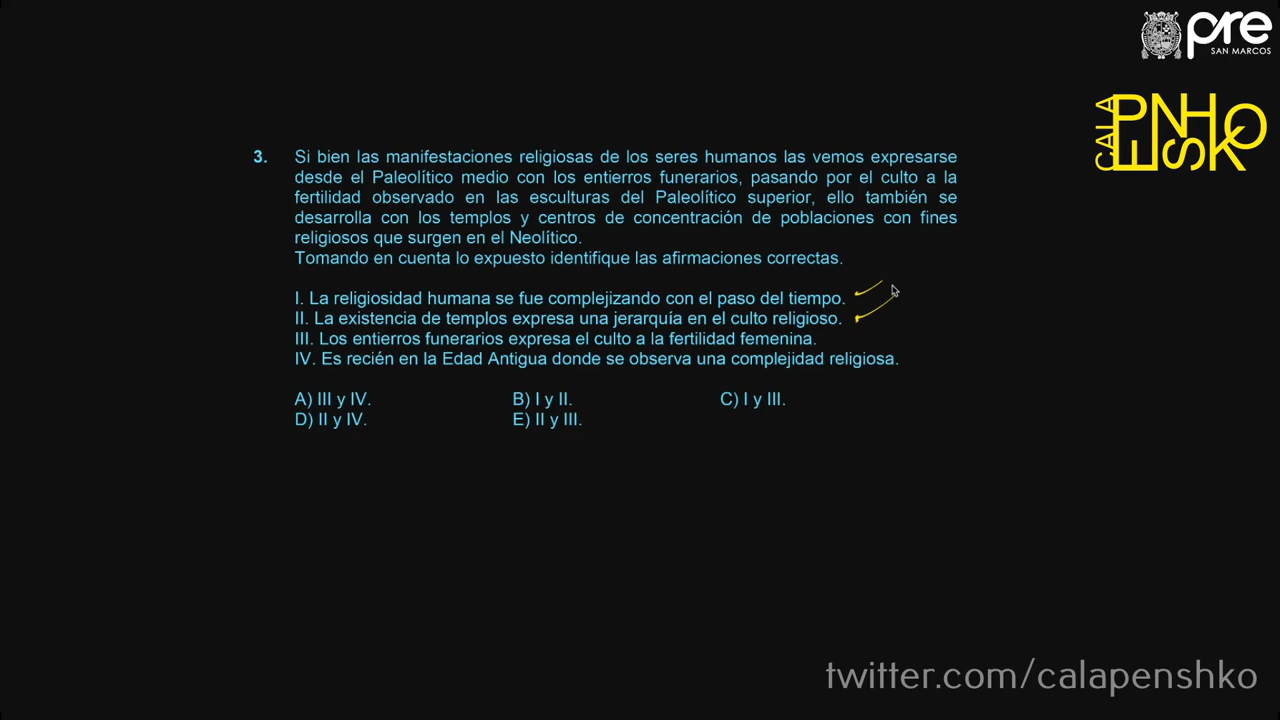 pre
SAN MARCOS
CALA
PENSHKO
3. Si bien las manifestaciones religiosas de los seres humanos las vemos expresarse
desde el Paleolítico medio con los entierros funerarios, pasando por el culto a la
fertilidad observado en las esculturas del Paleolítico superior, ello también se
desarrolla con los templos y centros de concentración de poblaciones con fines
religiosos que surgen en el Neolítico.
Tomando en cuenta lo expuesto identifique las afirmaciones correctas.
I. La religiosidad humana se fue complejizando con el paso del tiempo.
II. La existencia de templos expresa una jerarquía en el culto religioso.
III. Los entierros funerarios expresa el culto a la fertilidad femenina.
IV. Es recién en la Edad Antigua donde se observa una complejidad religiosa.
A) III y IV. B) I y II. C) I y III.
D) II y IV. E) II y III.
twitter.com/calapenshko